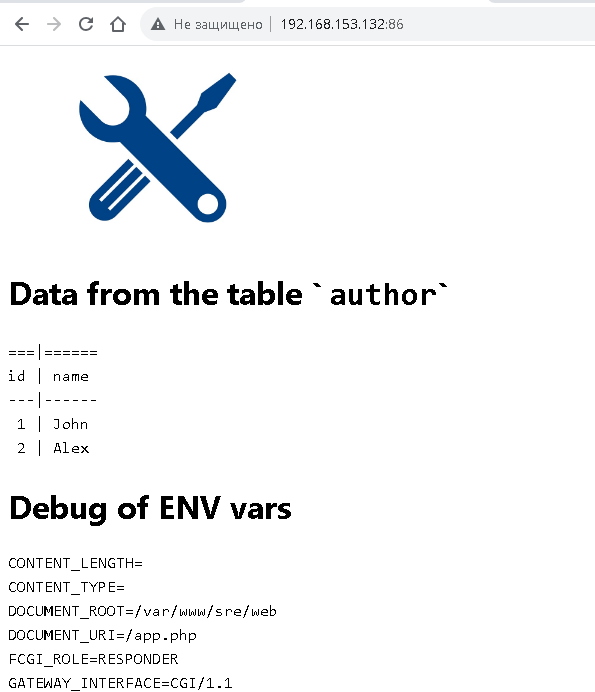 Не защищено | 192.168.153.132:86
Data from the table `author`
===|======
id | name
---|------
 1 | John
 2 | Alex
Debug of ENV vars
CONTENT_LENGTH=
CONTENT_TYPE=
DOCUMENT_ROOT=/var/www/sre/web
DOCUMENT_URI=/app.php
FCGI_ROLE=RESPONDER
GATEWAY_INTERFACE=CGI/1.1